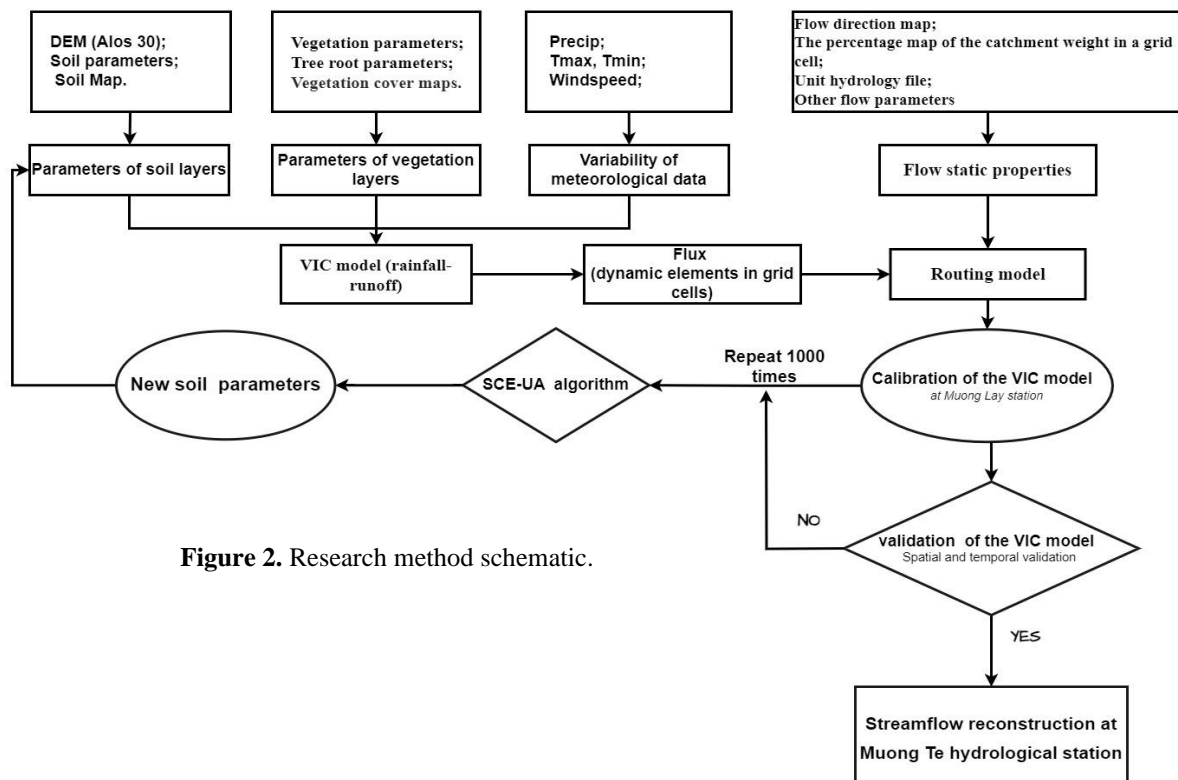 DEM (Alos 30);
Soil parameters;
Soil Map.
Vegetation parameters;
Tree root parameters;
Vegetation cover maps.
Precip;
Tmax, Tmin;
Windspeed;
Flow direction map;
The percentage map of the catchment weight in a grid
cell;
Unit hydrology file;
Other flow parameters
Parameters of soil layers
Parameters of vegetation
layers
Variability of
meteorological data
Flow static properties
VIC model (rainfall-
runoff)
Flux
(dynamic elements in grid
cells)
Routing model
New soil parameters
SCE-UA algorithm
Repeat 1000
times
Calibration of the VIC model
at Muong Lay station
NO
validation of the VIC model
Spatial and temporal validation
Figure 2. Research method schematic.
YES
Streamflow reconstruction at
Muong Te hydrological station